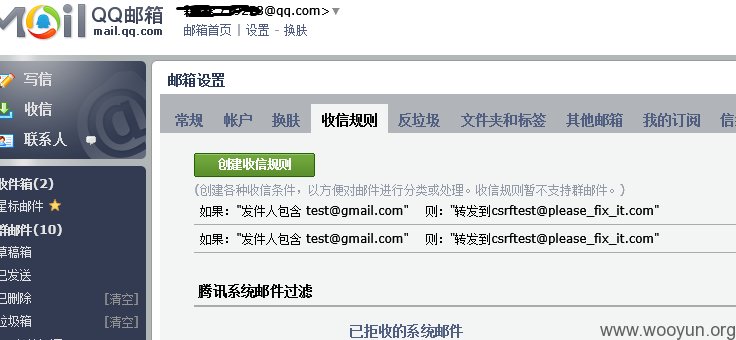 Mail QQ邮箱
mail.qq.com
@qq.com>▼
邮箱首页 | 设置 - 换肤
写信
收信
联系人
邮箱设置
常规 帐户 换肤 收信规则 反垃圾 文件夹和标签 其他邮箱 我的订阅
创建收信规则
(创建各种收信条件，以方便对邮件进行分类或处理。收信规则暂不支持群邮件。)
如果："发件人包含 test@gmail.com" 则："转发到csrftest@please_fix_it.com"
如果："发件人包含 test@gmail.com" 则："转发到csrftest@please_fix_it.com"
腾讯系统邮件过滤
已拒收的系统邮件
收件箱(2)
星标邮件
群邮件(10)
草稿箱
已发送
已删除 [清空]
垃圾箱 [清空]
www.wooyun.org